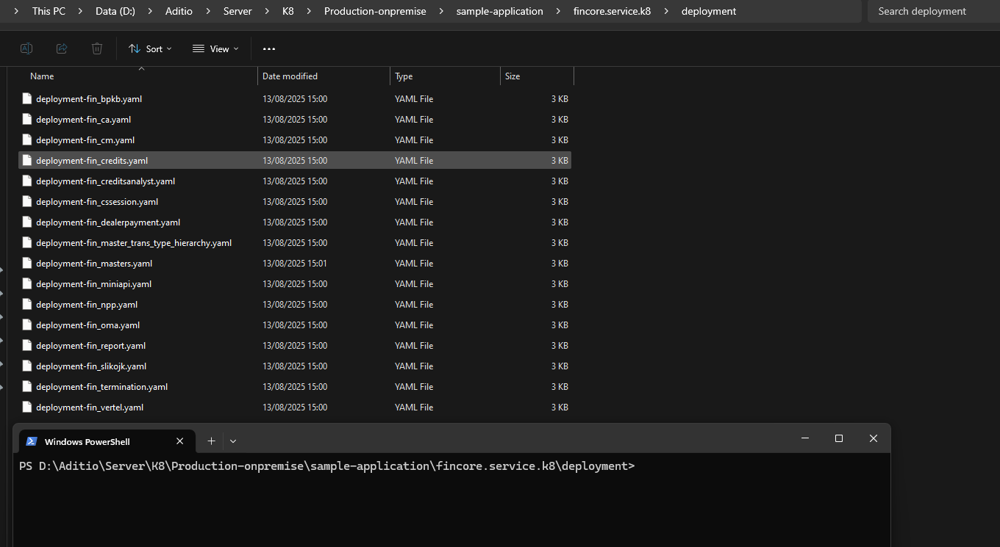 This PC > Data (D:) > Aditio > Server > K8 > Production-onpremise > sample-application > fincore.service.k8 > deployment Search deployment
Sort View
Name Date modified Type Size
deployment-fin_bpkb.yaml 13/08/2025 15:00 YAML File 3 KB
deployment-fin_ca.yaml 13/08/2025 15:00 YAML File 3 KB
deployment-fin_cm.yaml 13/08/2025 15:00 YAML File 3 KB
deployment-fin_credits.yaml 13/08/2025 15:00 YAML File 3 KB
deployment-fin_creditsanalyst.yaml 13/08/2025 15:00 YAML File 3 KB
deployment-fin_cssession.yaml 13/08/2025 15:00 YAML File 3 KB
deployment-fin_dealerpayment.yaml 13/08/2025 15:00 YAML File 3 KB
deployment-fin_master_trans_type_hierarchy.yaml 13/08/2025 15:00 YAML File 3 KB
deployment-fin_masters.yaml 13/08/2025 15:01 YAML File 3 KB
deployment-fin_miniapi.yaml 13/08/2025 15:00 YAML File 3 KB
deployment-fin_npp.yaml 13/08/2025 15:00 YAML File 3 KB
deployment-fin_oma.yaml 13/08/2025 15:00 YAML File 3 KB
deployment-fin_report.yaml 13/08/2025 15:00 YAML File 3 KB
deployment-fin_slikojk.yaml 13/08/2025 15:00 YAML File 3 KB
deployment-fin_termination.yaml 13/08/2025 15:00 YAML File 3 KB
deployment-fin_vertel.yaml 13/08/2025 15:00 YAML File 3 KB
Windows PowerShell
PS D:\Aditio\Server\K8\Production-onpremise\sample-application\fincore.service.k8\deployment>